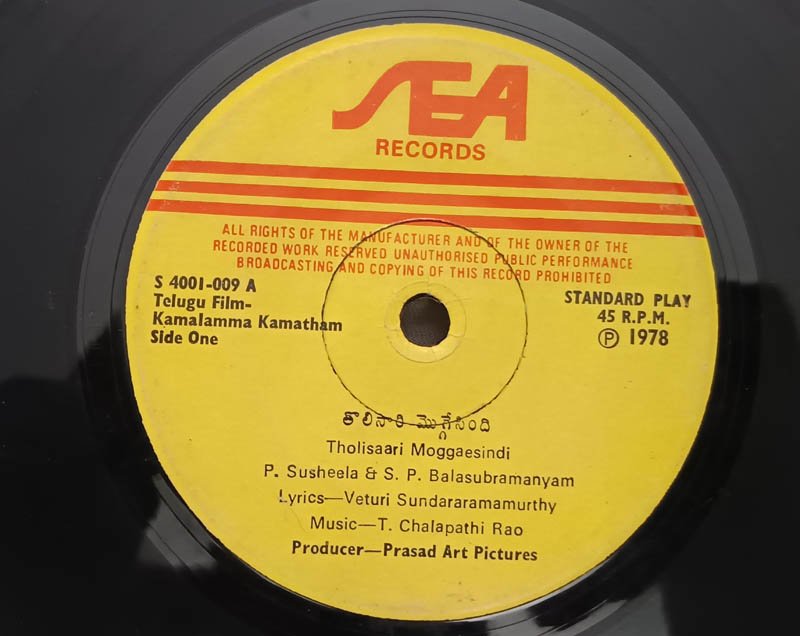 SEA
RECORDS
ALL RIGHTS OF THE MANUFACTURER AND OF THE OWNER OF THE
RECORDED WORK RESERVED UNAUTHORISED PUBLIC PERFORMANCE
BROADCASTING AND COPYING OF THIS RECORD PROHIBITED
S 4001-009 A
Telugu Film-
Kamalamma Kamatham
Side One
STANDARD PLAY
45 R.P.M.
Ⓟ 1978
తొలిసారి మొగ్గేసింది
Tholisaari Moggaesindi
P. Susheela & S. P. Balasubramanyam
Lyrics—Veturi Sundararamamurthy
Music—T. Chalapathi Rao
Producer—Prasad Art Pictures